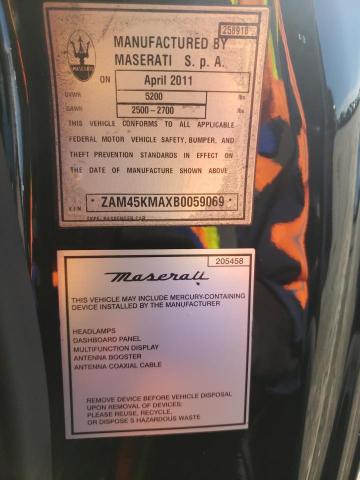 258918
MANUFACTURED BY
MASERATI S. p. A.
MASERATI
ON April 2011
GVWR 5200 lbs
GAWR 2500-2700 lbs
THIS VEHICLE CONFORMS TO ALL APPLICABLE
FEDERAL MOTOR VEHICLE SAFETY, BUMPER, AND
THEFT PREVENTION STANDARDS IN EFFECT ON
THE DATE OF MANUFACTURE SHOWN ABOVE.
V.I.N. *ZAM45KMAXB0059069*
TYPE: PASSENGER CAR
Maserati 205458
THIS VEHICLE MAY INCLUDE MERCURY-CONTAINING
DEVICE INSTALLED BY THE MANUFACTURER
HEADLAMPS
DASHBOARD PANEL
MULTIFUNCTION DISPLAY
ANTENNA BOOSTER
ANTENNA COAXIAL CABLE
REMOVE DEVICE BEFORE VEHICLE DISPOSAL
UPON REMOVAL OF DEVICES:
PLEASE REUSE, RECYCLE,
OR DISPOSE S HAZARDOUS WASTE